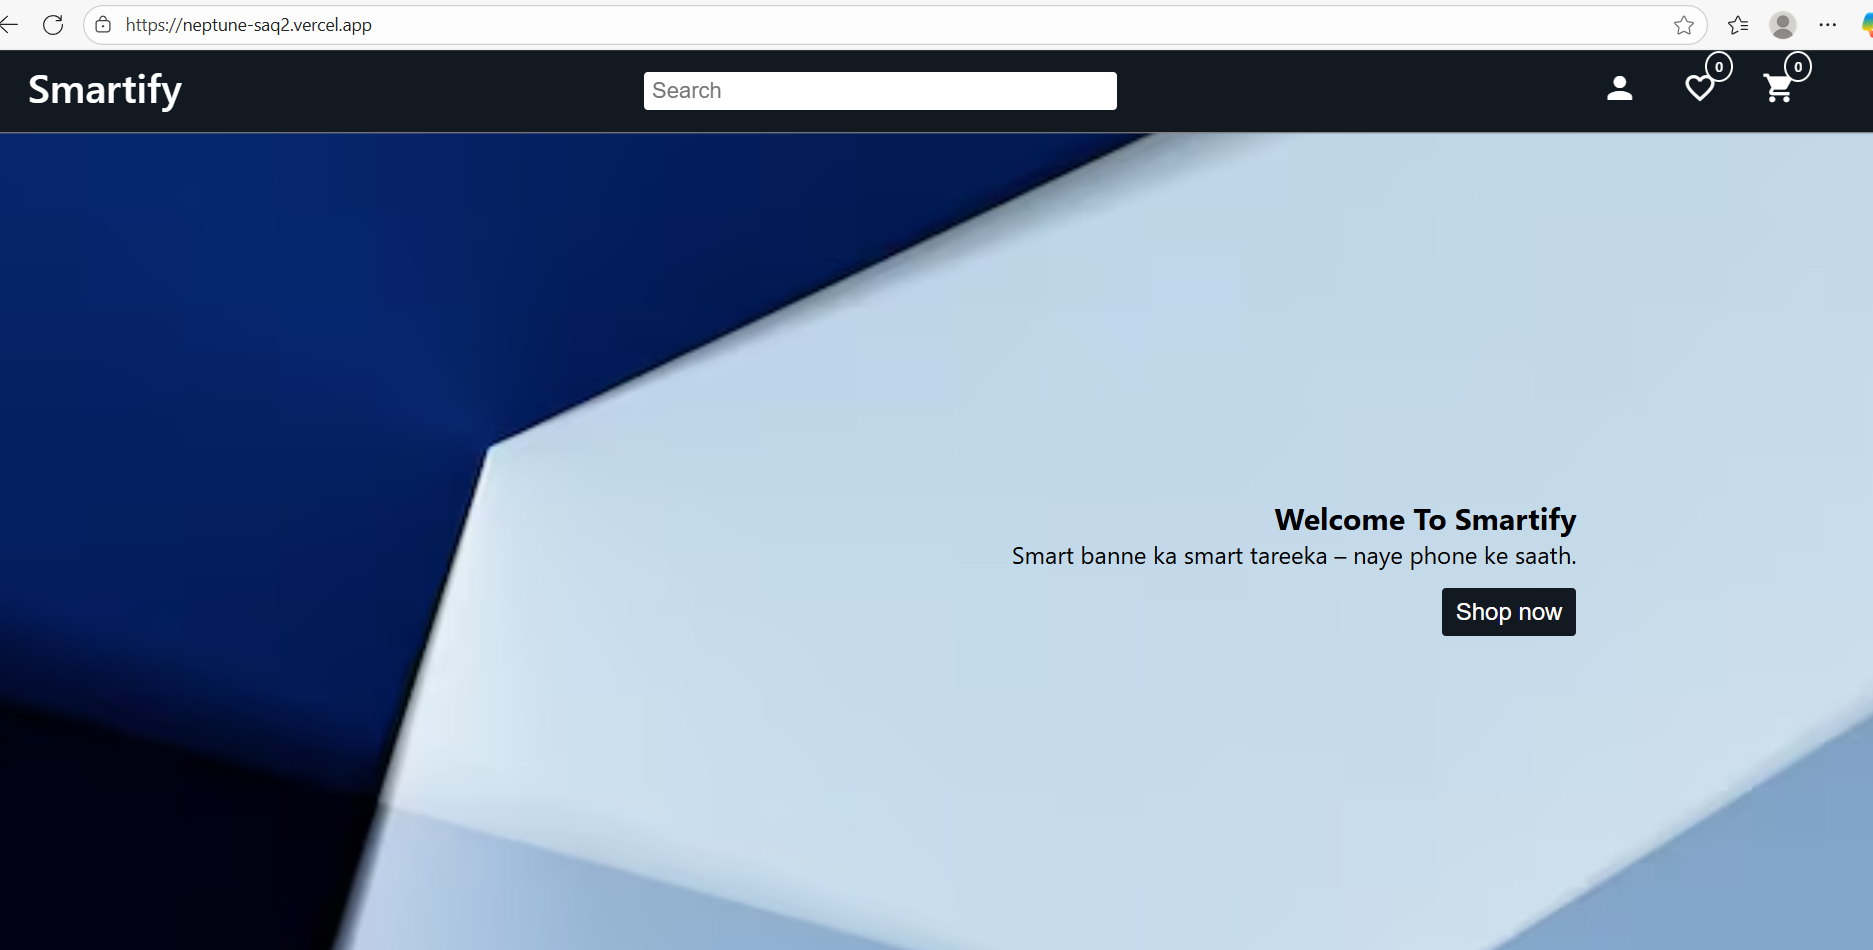 https://neptune-saq2.vercel.app
Smartify
Search
0
0
Welcome To Smartify
Smart banne ka smart tareeka – naye phone ke saath.
Shop now